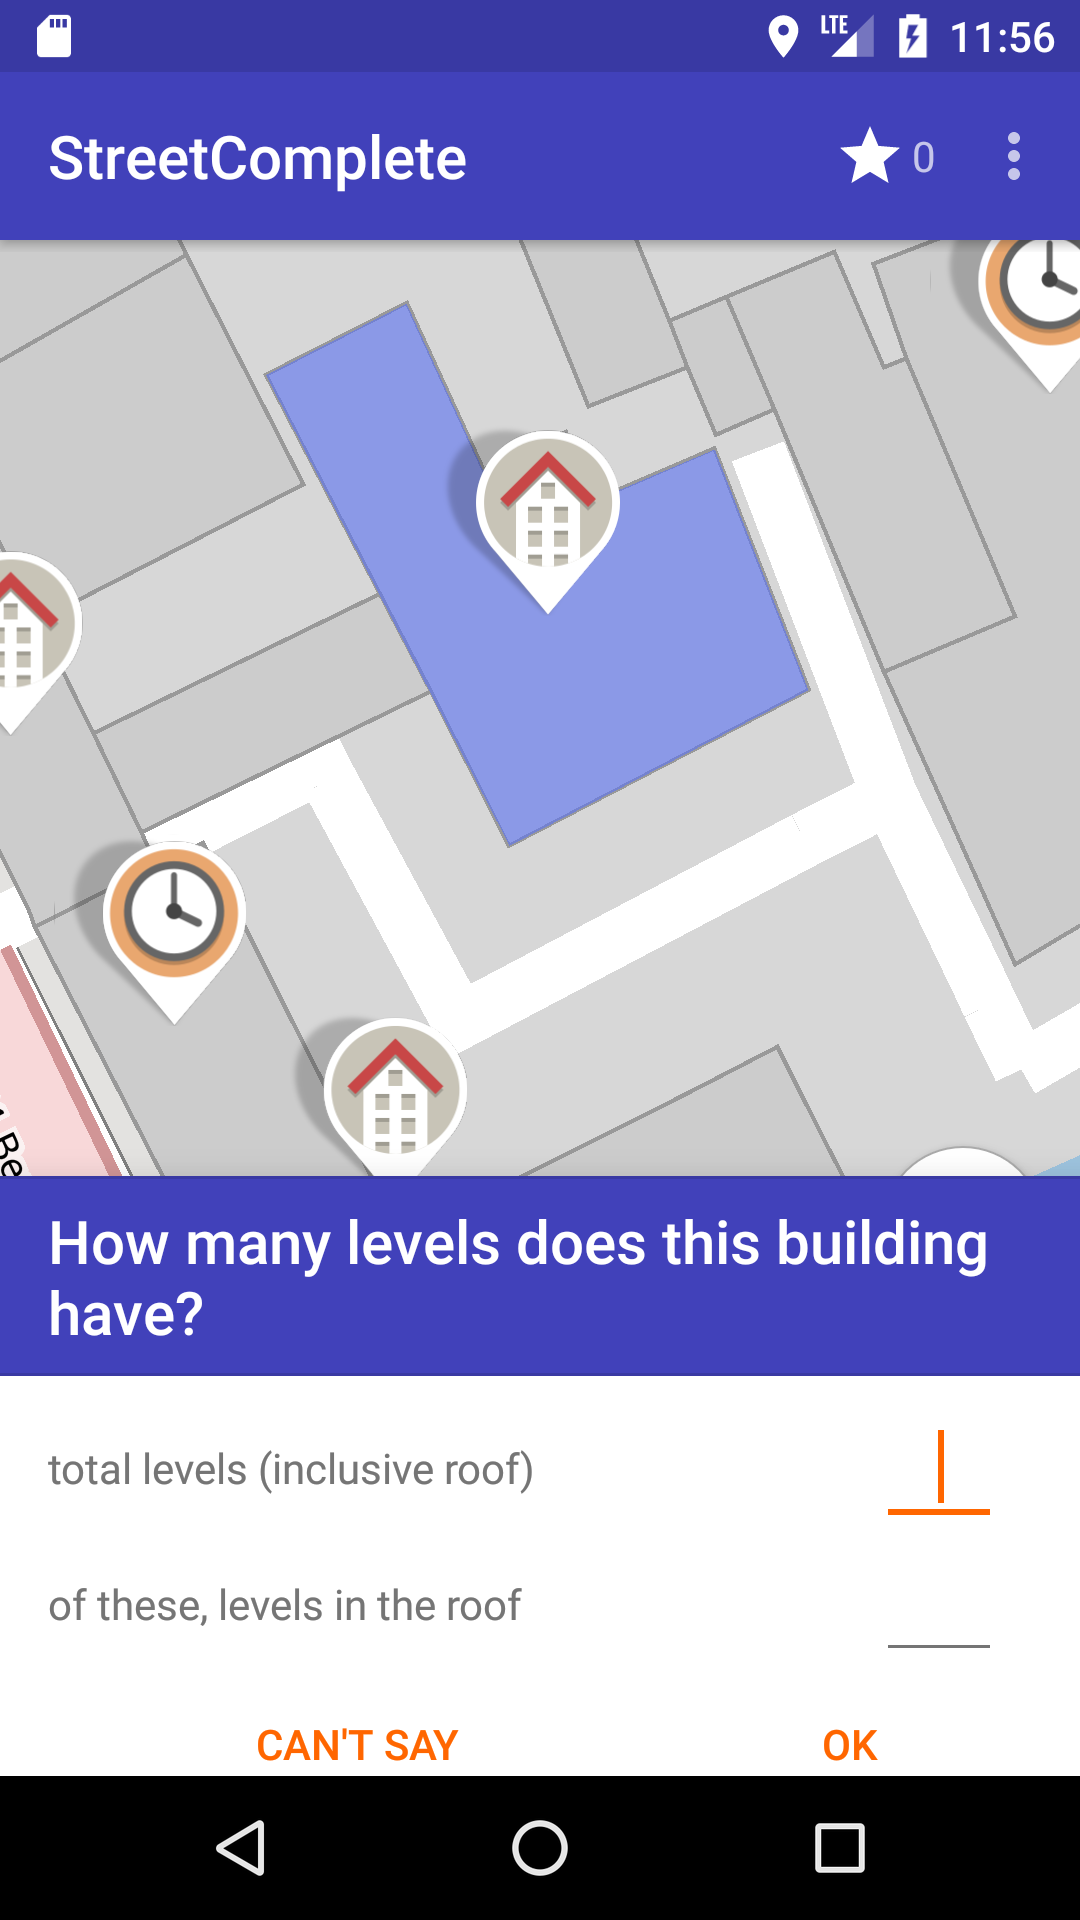 LTE 11:56
StreetComplete 0
Be
How many levels does this building
have?
total levels (inclusive roof)
of these, levels in the roof
CAN'T SAY OK